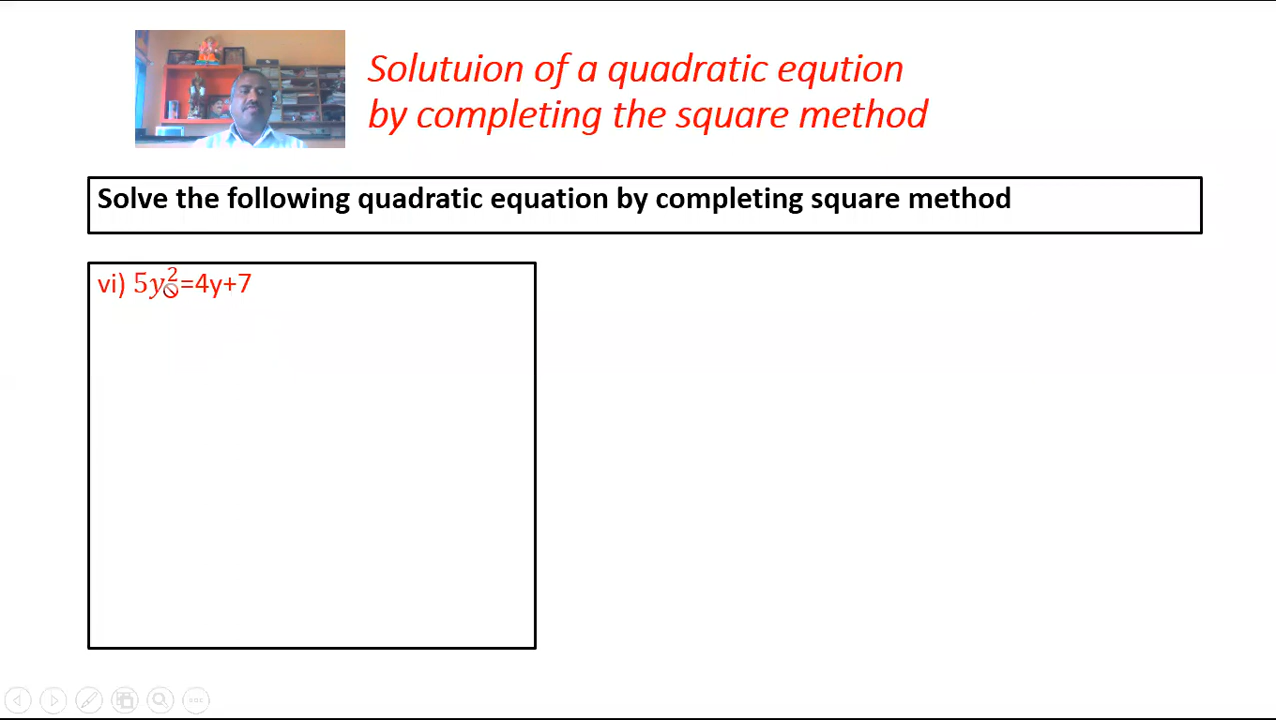 Solutuion of a quadratic eqution
by completing the square method
Solve the following quadratic equation by completing square method
vi) 5y²=4y+7